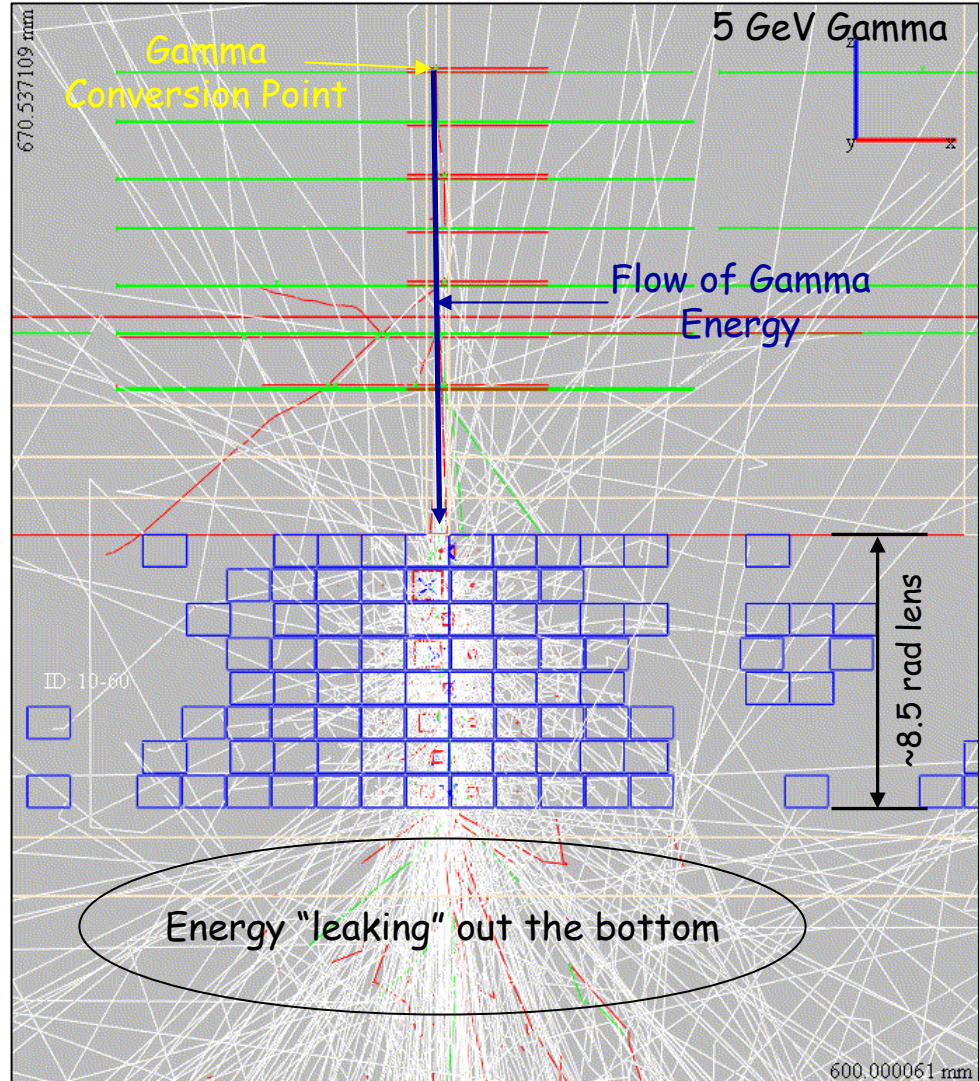 5 GeV Gamma
Gamma
Conversion Point
670.537109 mm
z
y
x
Flow of Gamma
Energy
~8.5 rad lens
ID: 10-60
Energy “leaking” out the bottom
600.000061 mm